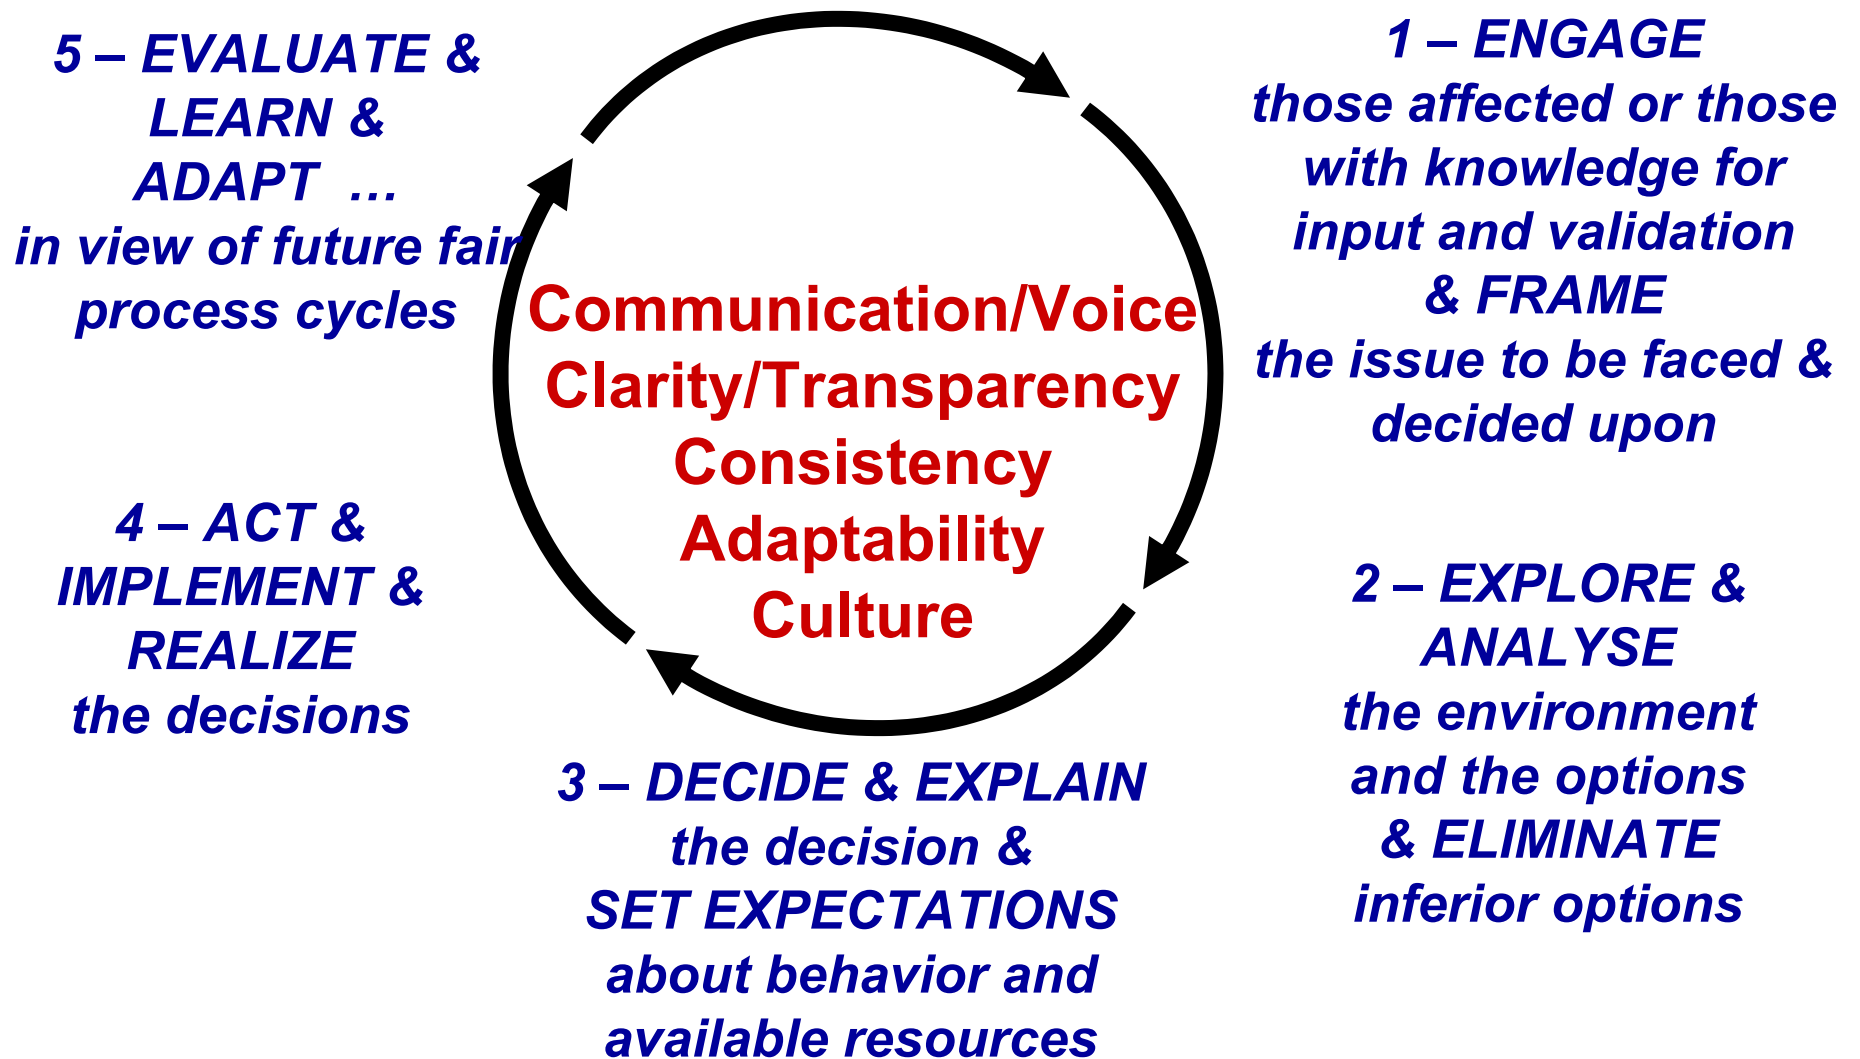 1 – ENGAGE
those affected or those
with knowledge for
input and validation
& FRAME
the issue to be faced &
decided upon
2 – EXPLORE &
ANALYSE
the environment
and the options
& ELIMINATE
inferior options
3 – DECIDE & EXPLAIN
the decision &
SET EXPECTATIONS
about behavior and
available resources
4 – ACT &
IMPLEMENT &
REALIZE
the decisions
5 – EVALUATE &
LEARN &
ADAPT …
in view of future fair
process cycles
Communication/Voice
Clarity/Transparency
Consistency
Adaptability
Culture